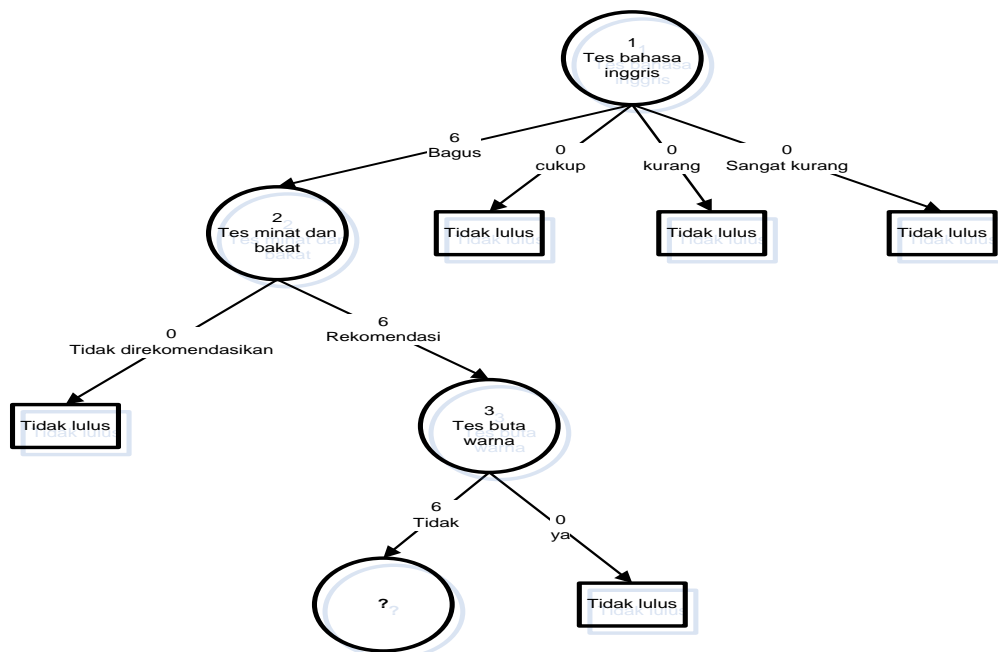 1
Tes bahasa
inggris
6
Bagus
0
cukup
0
kurang
0
Sangat kurang
2
Tes minat dan
bakat
Tidak lulus
Tidak lulus
Tidak lulus
0
Tidak direkomendasikan
6
Rekomendasi
Tidak lulus
3
Tes buta
warna
6
Tidak
0
ya
?
Tidak lulus